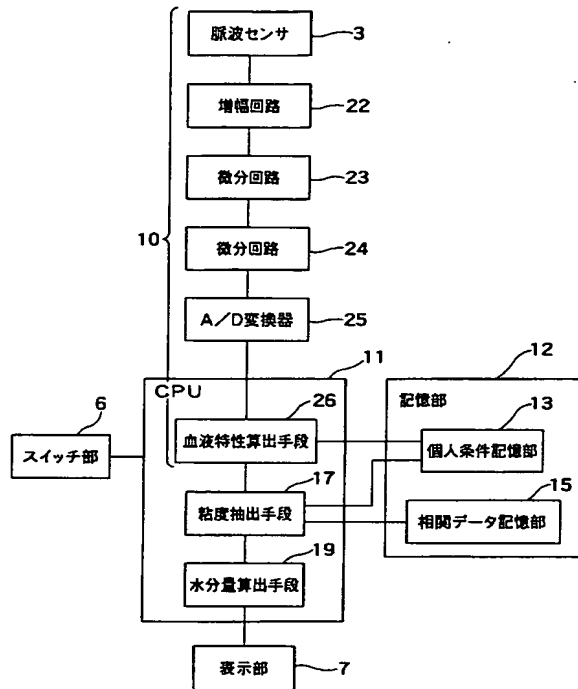 脈波センサ
3
増幅回路
22
微分回路
23
10
微分回路
24
A/D変換器
25
11
12
CPU
26
記憶部
13
6
血液特性算出手段
個人条件記憶部
スイッチ部
17
15
粘度抽出手段
相関データ記憶部
19
水分量算出手段
表示部
7